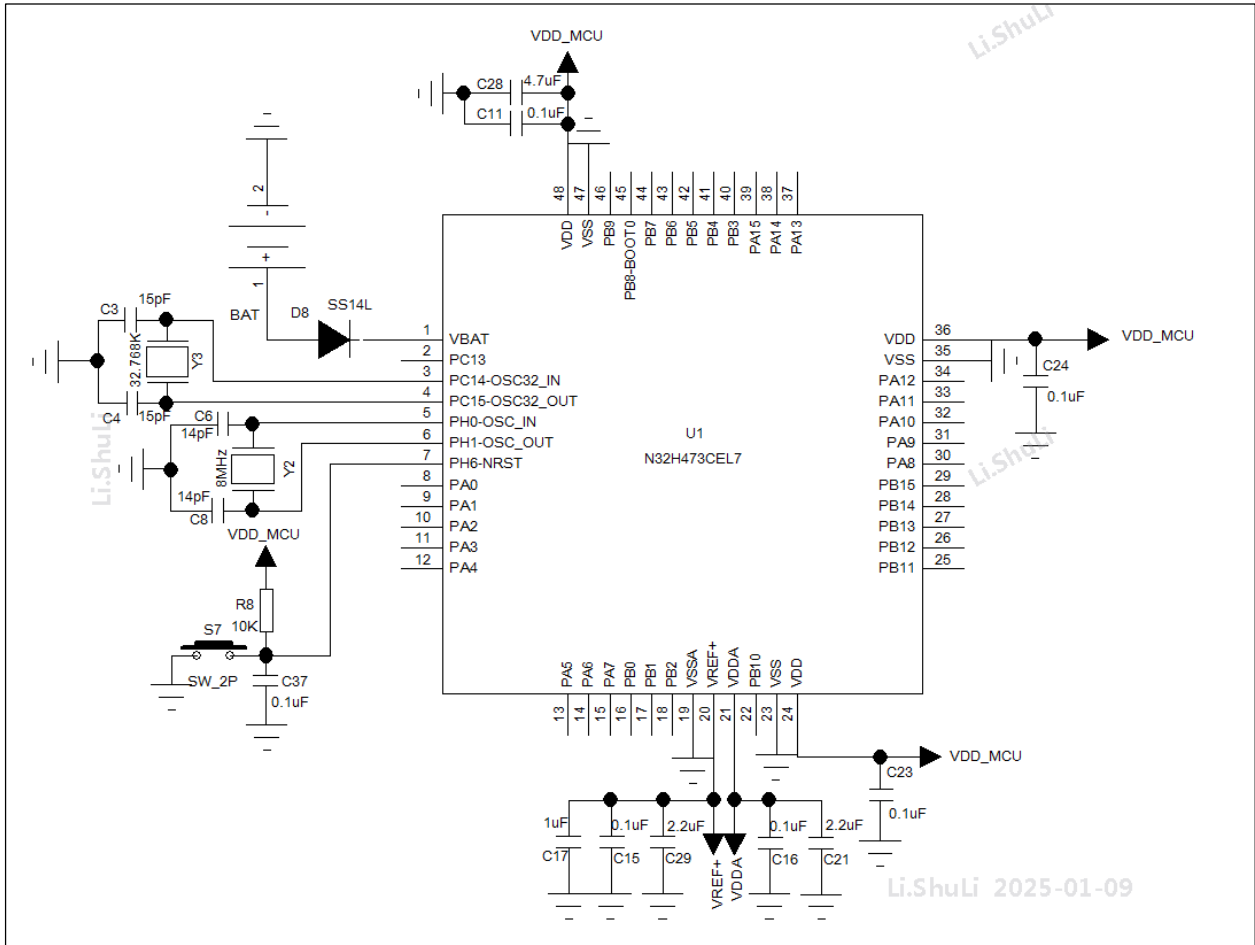 Li.ShuLi
VDD_MCU
C28 4.7uF
C11 0.1uF
48 47 46 45 44 43 42 41 40 39 38 37
VDD VSS PB9 PB8-BOOT0 PB7 PB6 PB5 PB4 PB3 PA15 PA14 PA13
2
-
+
1
BAT
D8
SS14L
C3
15pF
32.768K
Y3
C4
15pF
C6
14pF
8MHz
Y2
14pF
C8
Li.ShuLi
VDD_MCU
R8
10K
S7
SW_2P
C37
0.1uF
1 VBAT
2 PC13
3 PC14-OSC32_IN
4 PC15-OSC32_OUT
5 PH0-OSC_IN
6 PH1-OSC_OUT
7 PH6-NRST
8 PA0
9 PA1
10 PA2
11 PA3
12 PA4
U1
N32H473CEL7
VDD 36
VSS 35
PA12 34
PA11 33
PA10 32
PA9 31
PA8 30
PB15 29
PB14 28
PB13 27
PB12 26
PB11 25
VDD_MCU
C24
0.1uF
Li.ShuLi
PA5 PA6 PA7 PB0 PB1 PB2 VSSA VREF+ VDDA PB10 VSS VDD
13 14 15 16 17 18 19 20 21 22 23 24
VDD_MCU
C23
0.1uF
1uF
C17
0.1uF
C15
2.2uF
C29
VREF+
VDDA
0.1uF
C16
2.2uF
C21
Li.ShuLi 2025-01-09